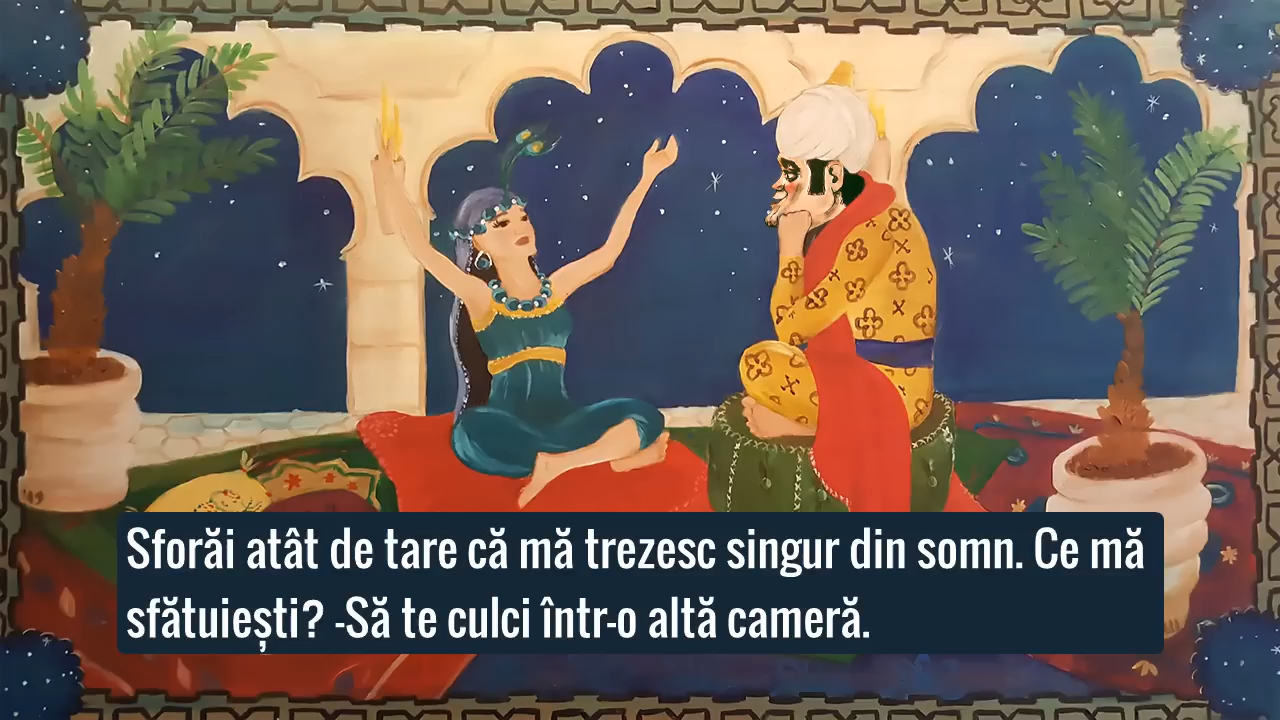 Sforăi atât de tare că mă trezesc singur din somn. Ce mă
sfătuiești? -Să te culci într-o altă cameră.